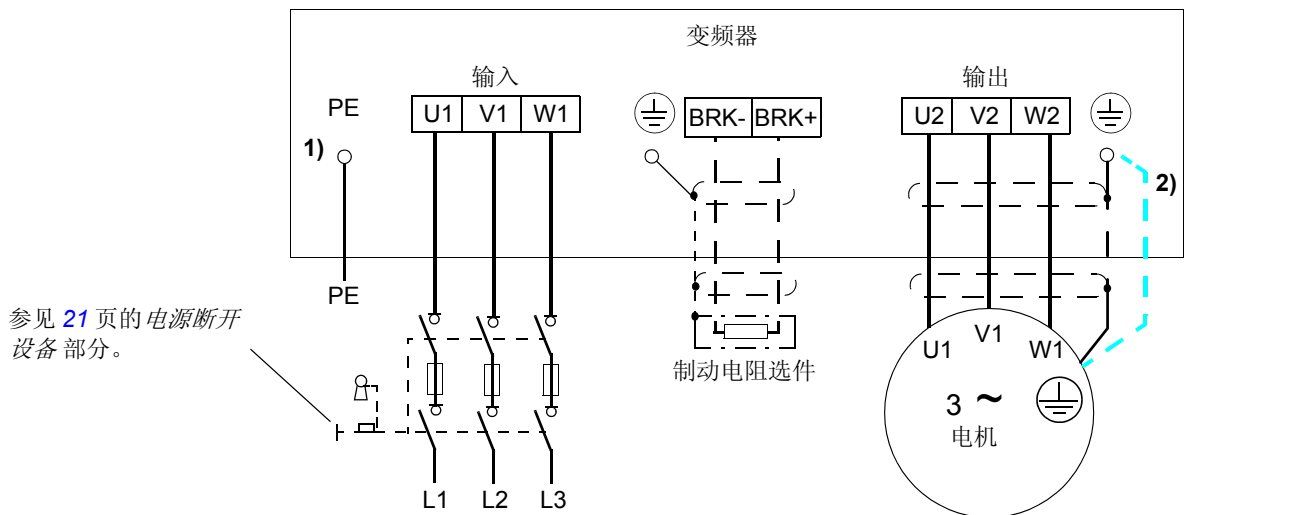 变频器
输入
输出
PE
U1 V1 W1
BRK- BRK+
U2 V2 W2
1)
2)
PE
参见 21 页的电源断开
设备 部分。
制动电阻选件
U1
V1
W1
3 ~
电机
L1 L2 L3